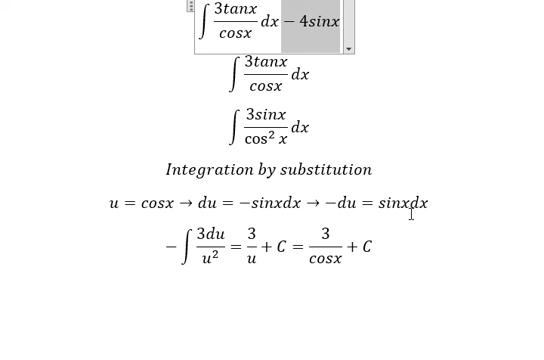 ∫ 3tanx/cosx dx − 4sinx
∫ 3tanx/cosx dx
∫ 3sinx/cos² x dx
Integration by substitution
u = cosx → du = −sinxdx → −du = sinxdx
− ∫ 3du/u² = 3/u + C = 3/cosx + C